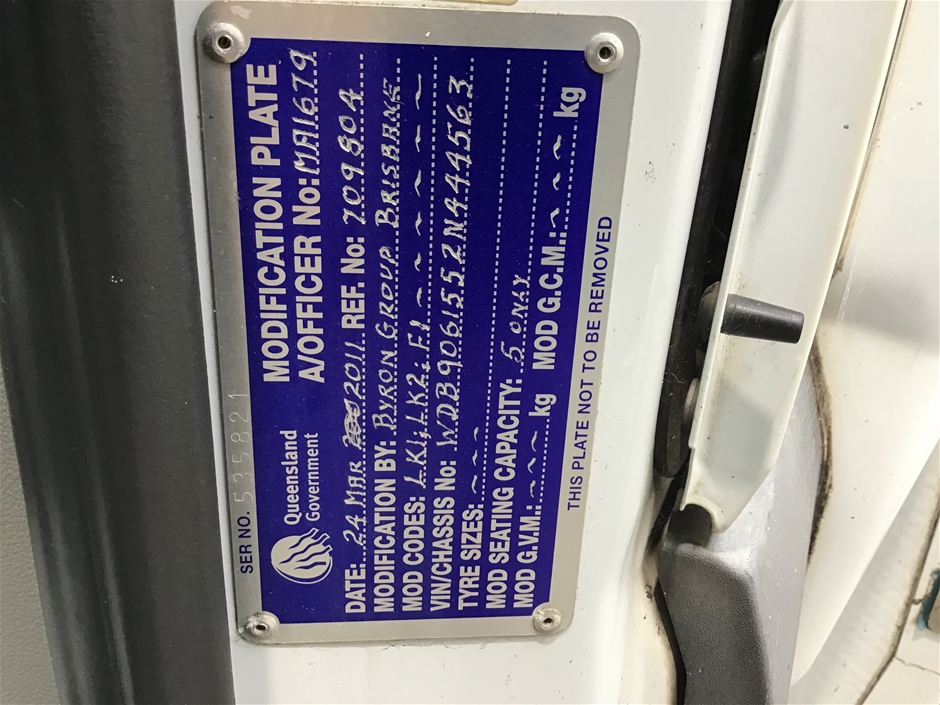 SER NO. 535821
MODIFICATION PLATE
Queensland
Government
A/OFFICER No: MA1679
DATE: 24 MAR 2011 REF. No: 709804
MODIFICATION BY: BYRON GROUP BRISBANE
MOD CODES: LK1, LK2, F1 ~ ~ ~ ~ ~ ~ ~
VIN/CHASSIS No: WDB9061552N444563
TYRE SIZES: ~ ~ ~
MOD SEATING CAPACITY: 5 ONLY
MOD G.V.M.: ~ ~ ~ kg MOD G.C.M.: ~ ~ ~ kg
THIS PLATE NOT TO BE REMOVED